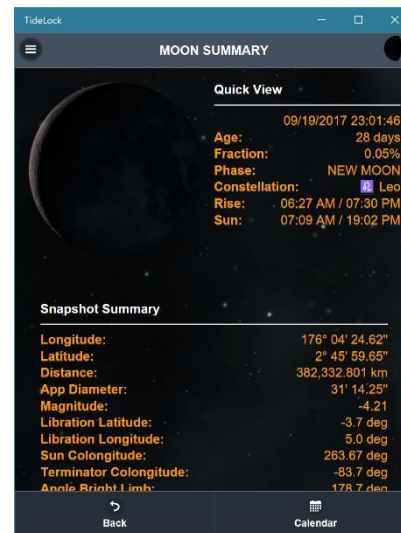 TideLock
MOON SUMMARY
Quick View
09/19/2017 23:01:46
Age: 28 days
Fraction: 0.05%
Phase: NEW MOON
Constellation: ♌ Leo
Rise: 06:27 AM / 07:30 PM
Sun: 07:09 AM / 19:02 PM
Snapshot Summary
Longitude: 176° 04' 24.62"
Latitude: 2° 45' 59.65"
Distance: 382,332.801 km
App Diameter: 31' 14.25"
Magnitude: -4.21
Libration Latitude: -3.7 deg
Libration Longitude: 5.0 deg
Sun Colongitude: 263.67 deg
Terminator Colongitude: -83.7 deg
Angle Bright Limb: 178.7 deg
Back
Calendar